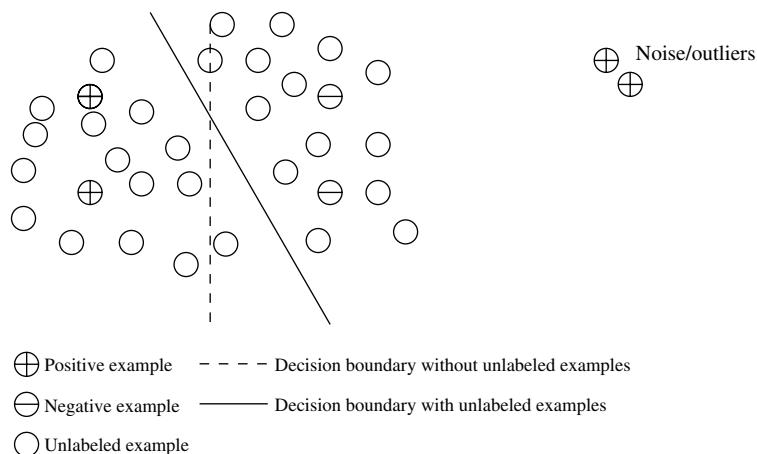 Noise/outliers
Positive example
Decision boundary without unlabeled examples
Negative example
Decision boundary with unlabeled examples
Unlabeled example